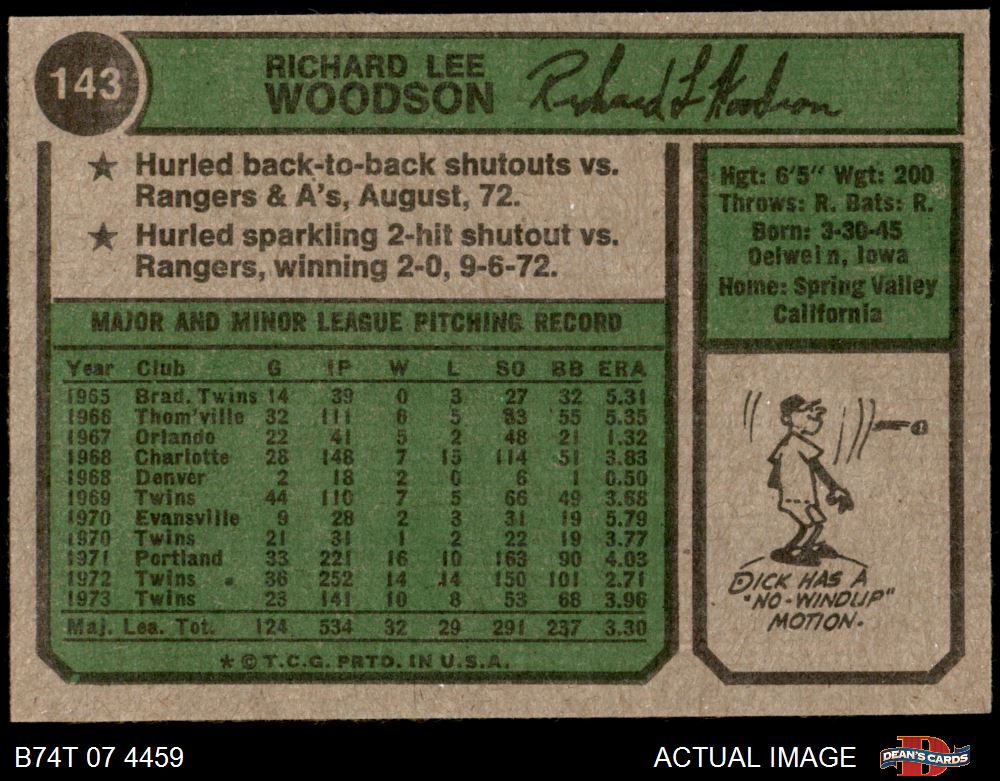 143
RICHARD LEE
WOODSON
Richard L Woodson
★ Hurled back-to-back shutouts vs.
Rangers & A's, August, 72.
★ Hurled sparkling 2-hit shutout vs.
Rangers, winning 2-0, 9-6-72.
MAJOR AND MINOR LEAGUE PITCHING RECORD
Year Club G IP W L SO BB ERA
1965 Brad. Twins 14 39 0 3 27 32 5.31
1966 Thom'ville 32 111 6 5 83 55 5.35
1967 Orlando 22 41 5 2 48 21 1.32
1968 Charlotte 28 148 7 15 114 51 3.83
1968 Denver 2 18 2 0 6 1 0.50
1969 Twins 44 110 7 5 66 49 3.68
1970 Evansville 9 28 2 3 31 19 5.79
1970 Twins 21 31 1 2 22 19 3.77
1971 Portland 33 221 16 10 163 90 4.03
1972 Twins 36 252 14 14 150 101 2.71
1973 Twins 23 141 10 8 53 68 3.96
Maj. Lea. Tot. 124 534 32 29 291 237 3.30
★ © T.C.G. PRTD. IN U.S.A.
Hgt: 6'5" Wgt: 200
Throws: R. Bats: R.
Born: 3-30-45
Oelwein, Iowa
Home: Spring Valley
California
DICK HAS A
"NO-WINDUP"
MOTION.
B74T 07 4459
ACTUAL IMAGE
DEAN'S CARDS